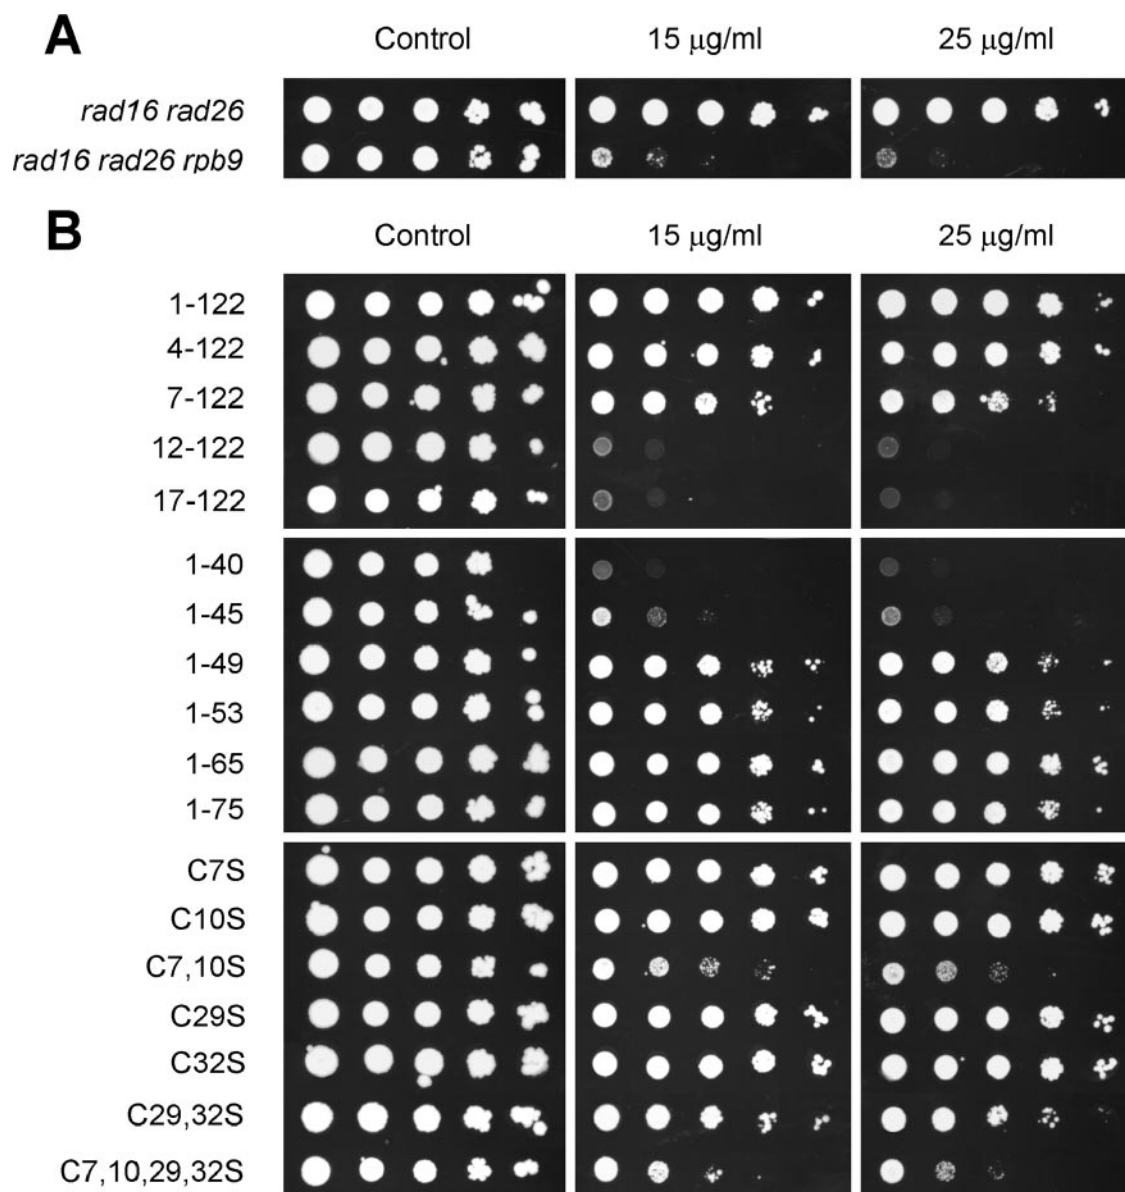 A
Control 15 μg/ml 25 μg/ml
rad16 rad26
rad16 rad26 rpb9
B
Control 15 μg/ml 25 μg/ml
1-122
4-122
7-122
12-122
17-122
1-40
1-45
1-49
1-53
1-65
1-75
C7S
C10S
C7,10S
C29S
C32S
C29,32S
C7,10,29,32S